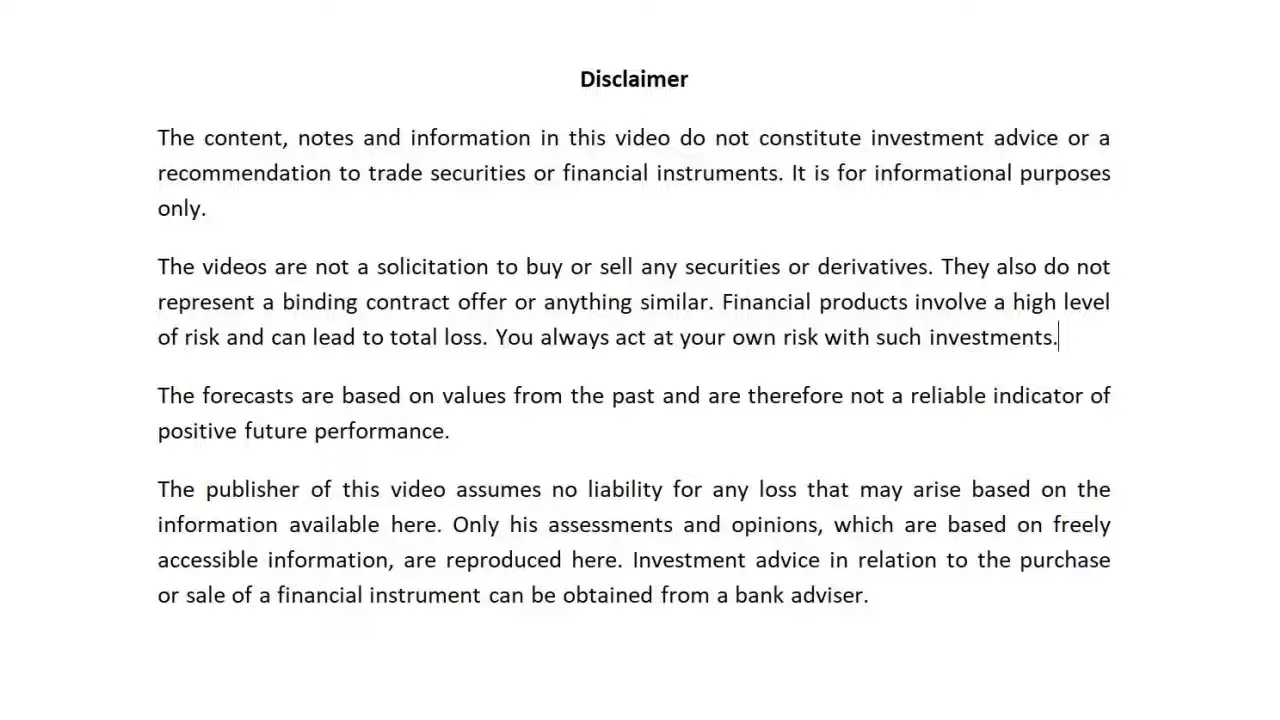 Disclaimer
The content, notes and information in this video do not constitute investment advice or a
recommendation to trade securities or financial instruments. It is for informational purposes
only.
The videos are not a solicitation to buy or sell any securities or derivatives. They also do not
represent a binding contract offer or anything similar. Financial products involve a high level
of risk and can lead to total loss. You always act at your own risk with such investments.
The forecasts are based on values from the past and are therefore not a reliable indicator of
positive future performance.
The publisher of this video assumes no liability for any loss that may arise based on the
information available here. Only his assessments and opinions, which are based on freely
accessible information, are reproduced here. Investment advice in relation to the purchase
or sale of a financial instrument can be obtained from a bank adviser.